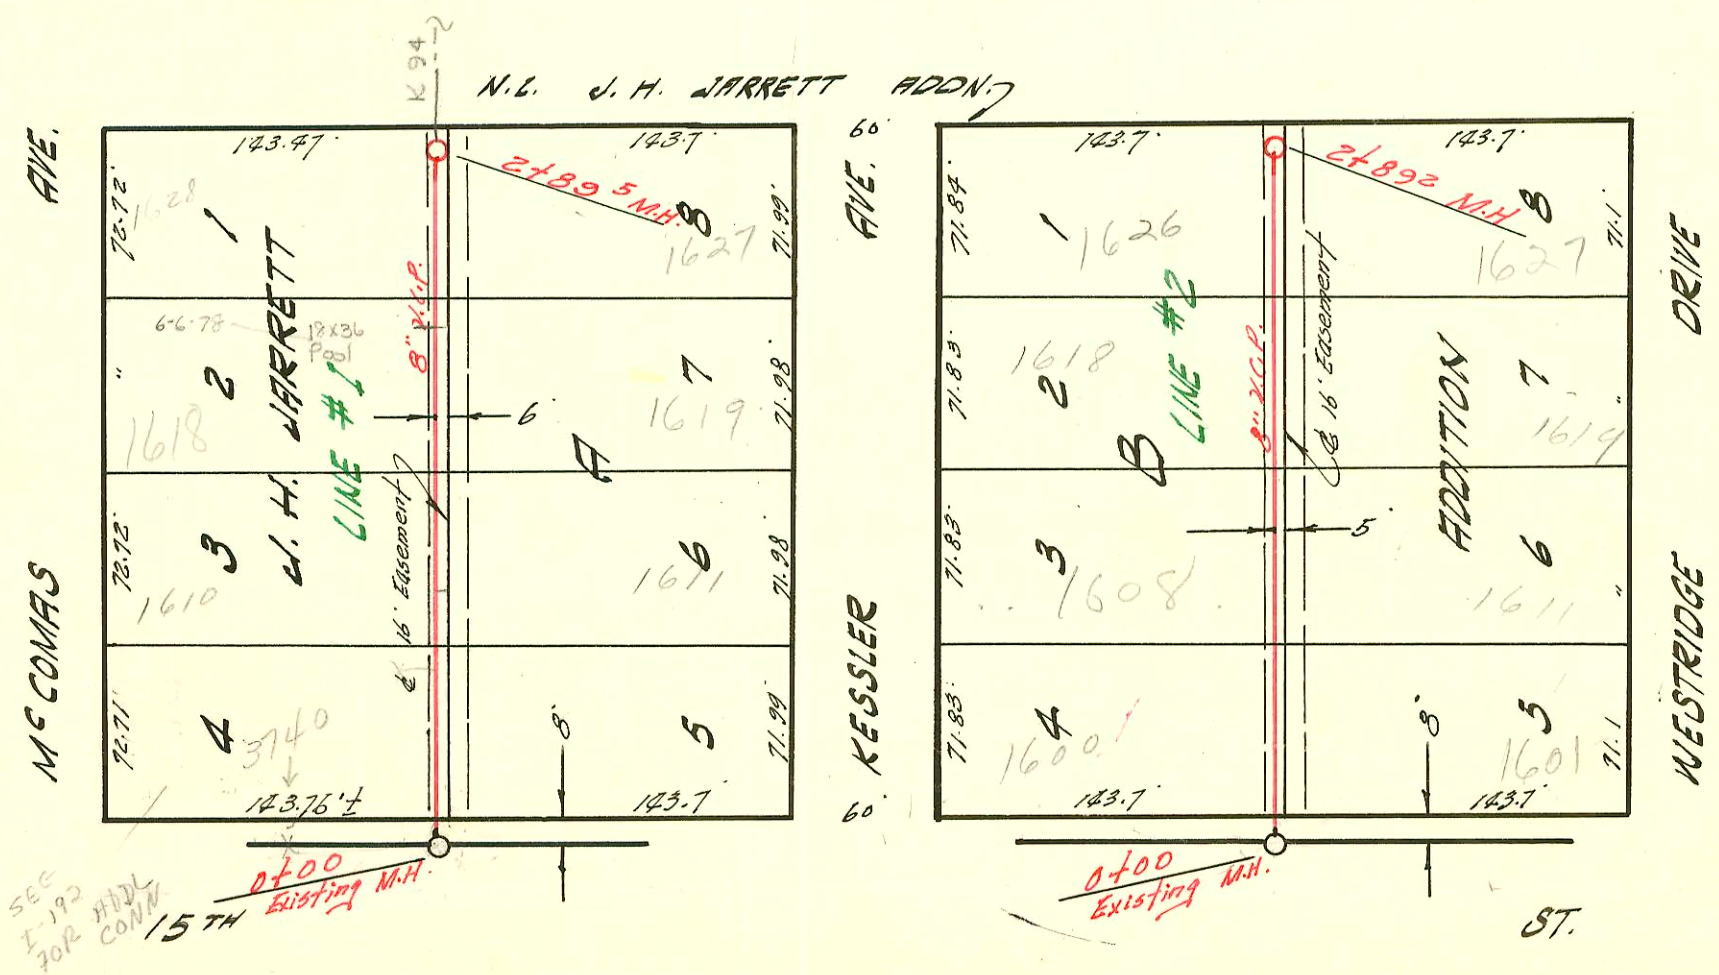 K 94
N.L. J. H. JARRETT ADDN.
AVE.
143.47'
143.7'
60'
AVE.
143.7'
143.7'
2+89
5 M.H.
2+89
M.H.
72.72'
1628
1
8
1627
71.99'
71.84'
1
1626
8
1627
71.1'
DRIVE
J. H. JARRETT
LINE #1
8" V.C.P.
6-6-78
18x36
Pool
"
2
1618
7
1619
71.98'
6'
A
16' Easement
℄
71.83'
1618
2
B
LINE #2
8" V.C.P.
℄ 16' Easement
ADDITION
7
1619
"
McCOMAS
72.72'
3
1610
6
1611
71.98'
KESSLER
71.83'
3
1608
5'
6
1611
"
WESTRIDGE
72.71'
4
3740
143.76'±
8'
5
143.7'
71.99'
60'
71.83'
4
1600
143.7'
8'
5
1601
143.7'
71.1
0+00
Existing M.H.
0+00
Existing M.H.
SEE
I-192
FOR ADDL
CONN
15TH
ST.